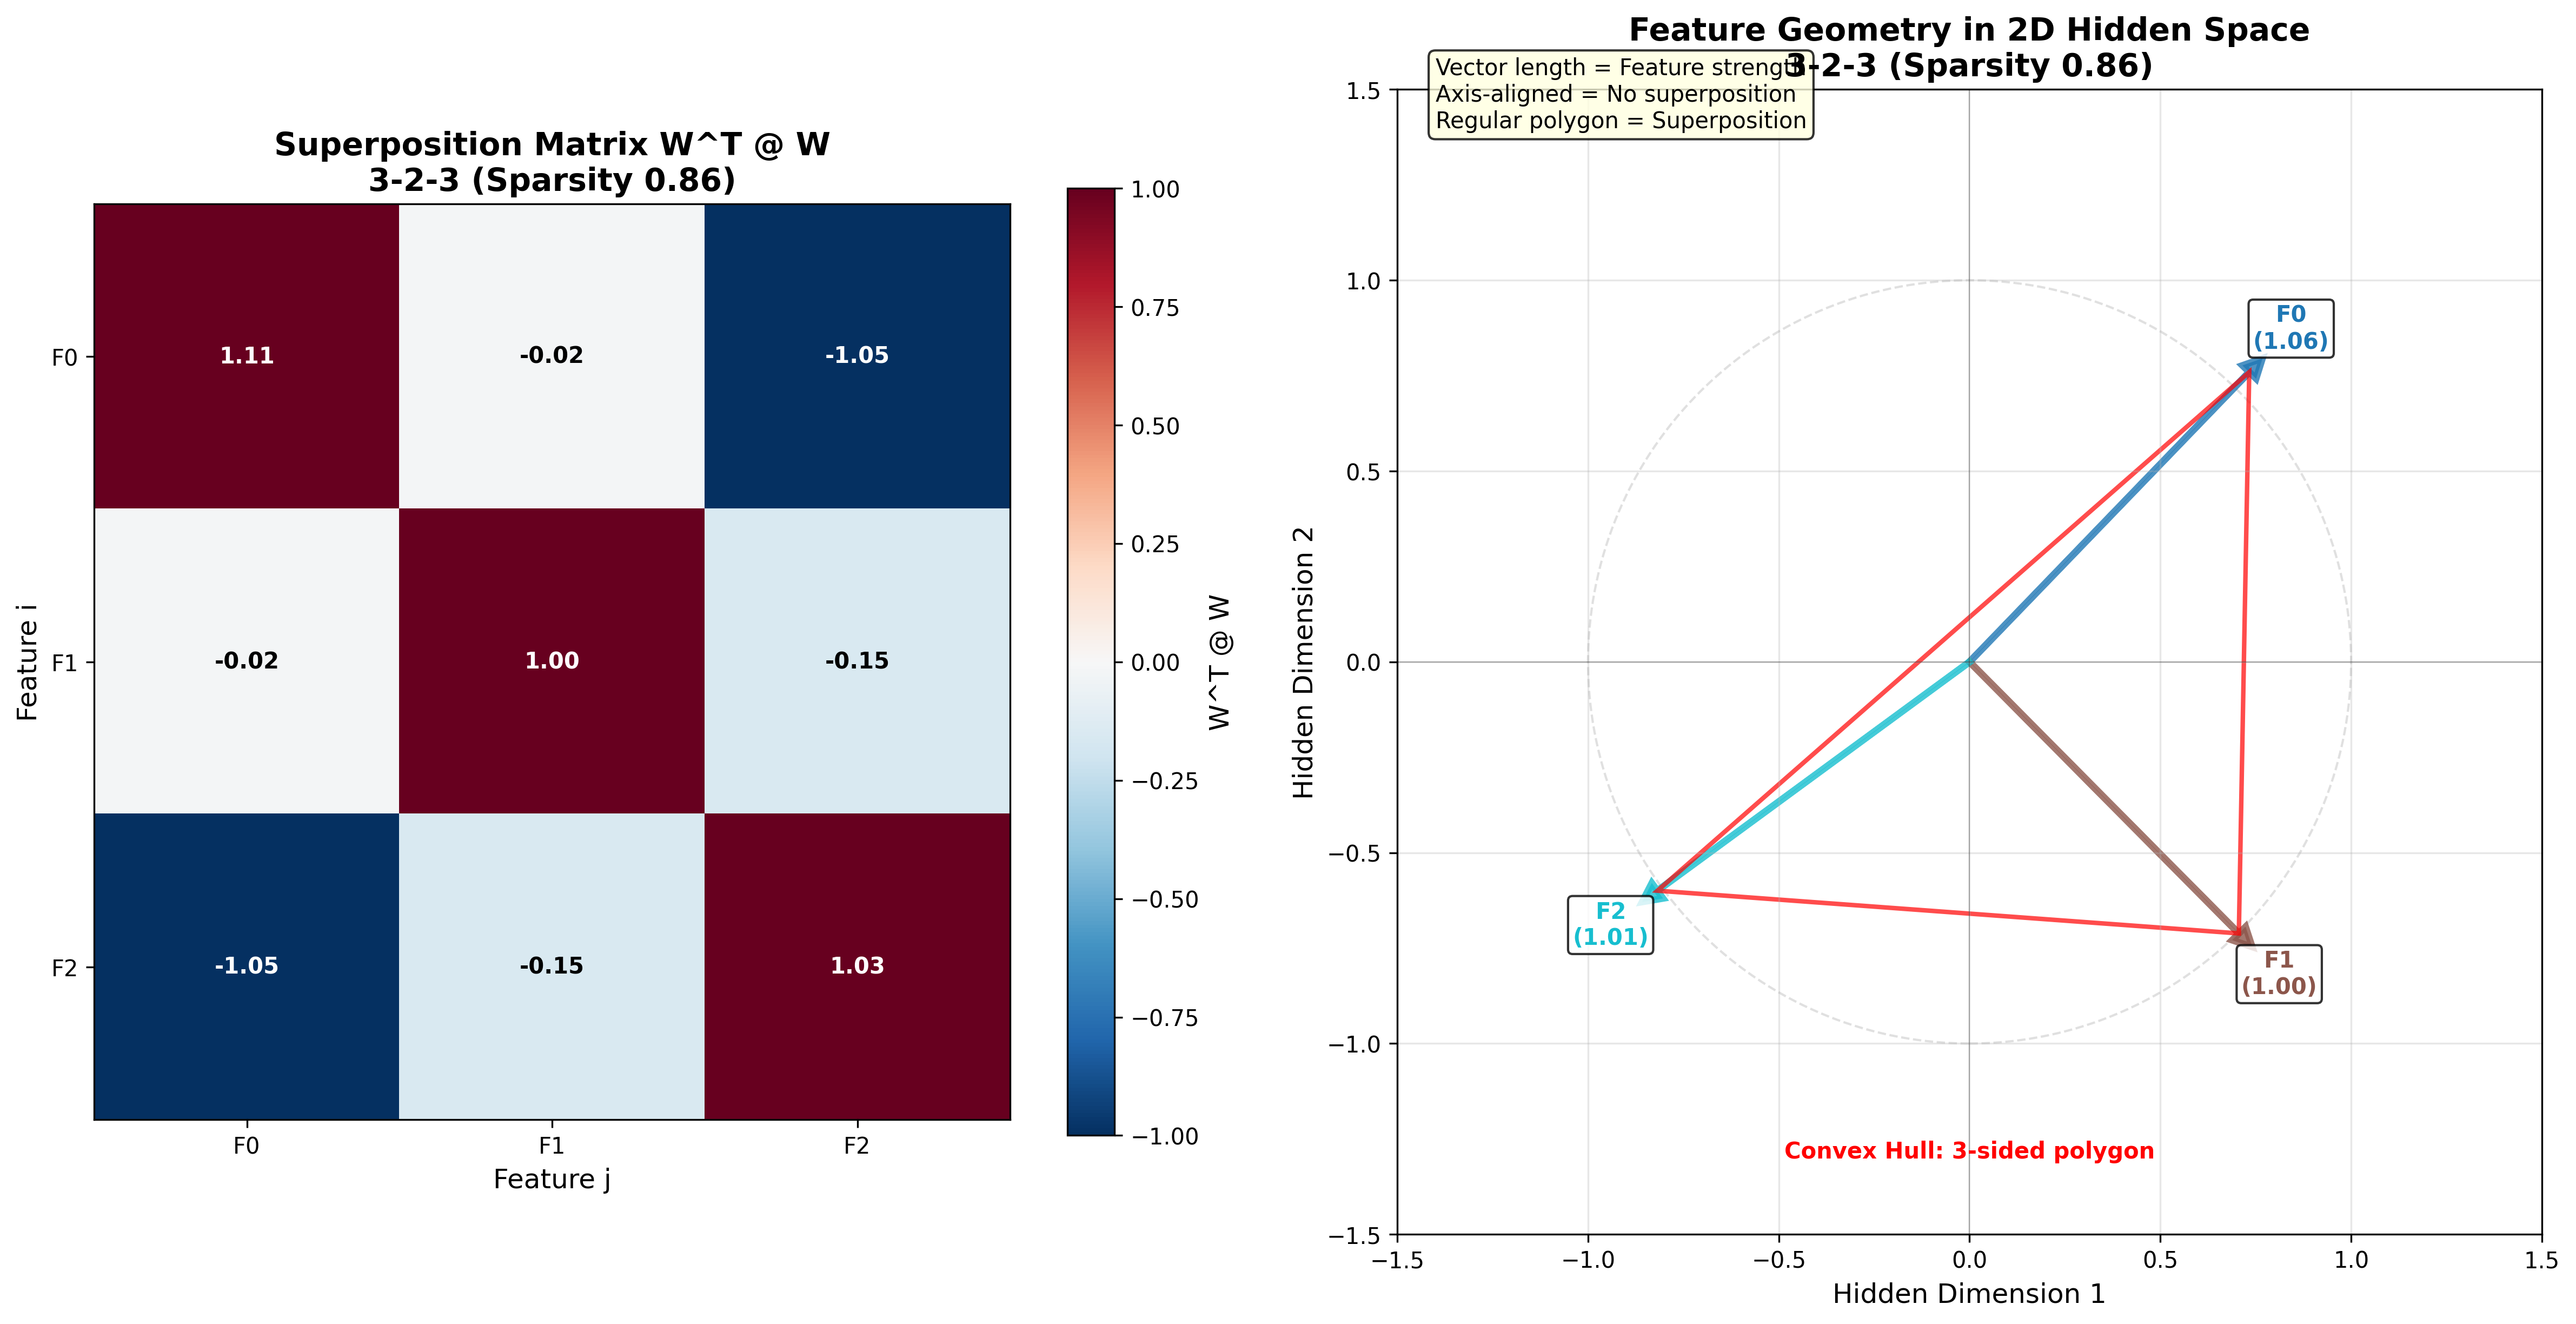 Superposition Matrix W^T @ W
3-2-3 (Sparsity 0.86)
Feature i
F0
F1
F2
1.11
-0.02
-1.05
-0.02
1.00
-0.15
-1.05
-0.15
1.03
F0
F1
F2
Feature j
1.00
0.75
0.50
0.25
0.00
−0.25
−0.50
−0.75
−1.00
W^T @ W
Feature Geometry in 2D Hidden Space
3-2-3 (Sparsity 0.86)
Vector length = Feature strength
Axis-aligned = No superposition
Regular polygon = Superposition
Hidden Dimension 2
1.5
1.0
0.5
0.0
−0.5
−1.0
−1.5
F0
(1.06)
F2
(1.01)
F1
(1.00)
Convex Hull: 3-sided polygon
−1.5
−1.0
−0.5
0.0
0.5
1.0
1.5
Hidden Dimension 1